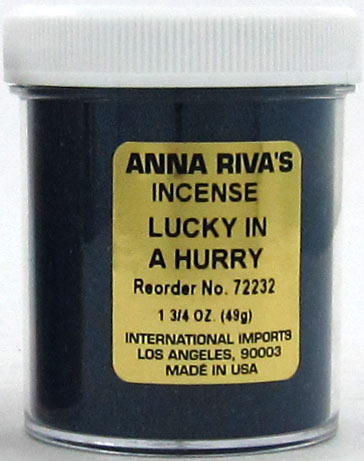 ANNA RIVA'S
INCENSE
LUCKY IN
A HURRY
Reorder No. 72232
1 3/4 OZ. (49g)
INTERNATIONAL IMPORTS
LOS ANGELES, 90003
MADE IN USA